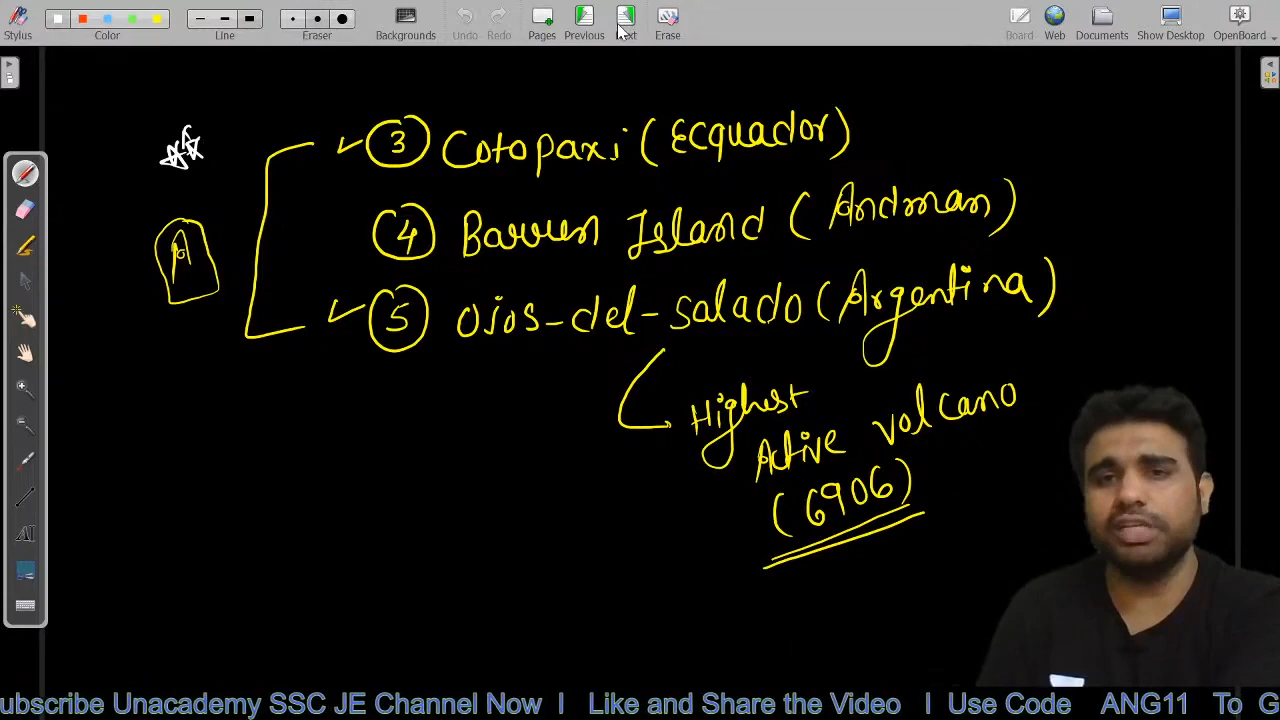 Stylus
Color
Line
Eraser
Backgrounds
Undo
Redo
Pages
Previous
Erase
Board
Web
Documents
Show Desktop
OpenBoard
3 Cotopaxi (Ecquador)
4 Barren Island (Andman)
A
5 Ojos-del-salado (Argentina)
Highest
Active volcano
(6906)
ubscribe Unacademy SSC JE Channel Now I Like and Share the Video I Use Code ANG11 To G